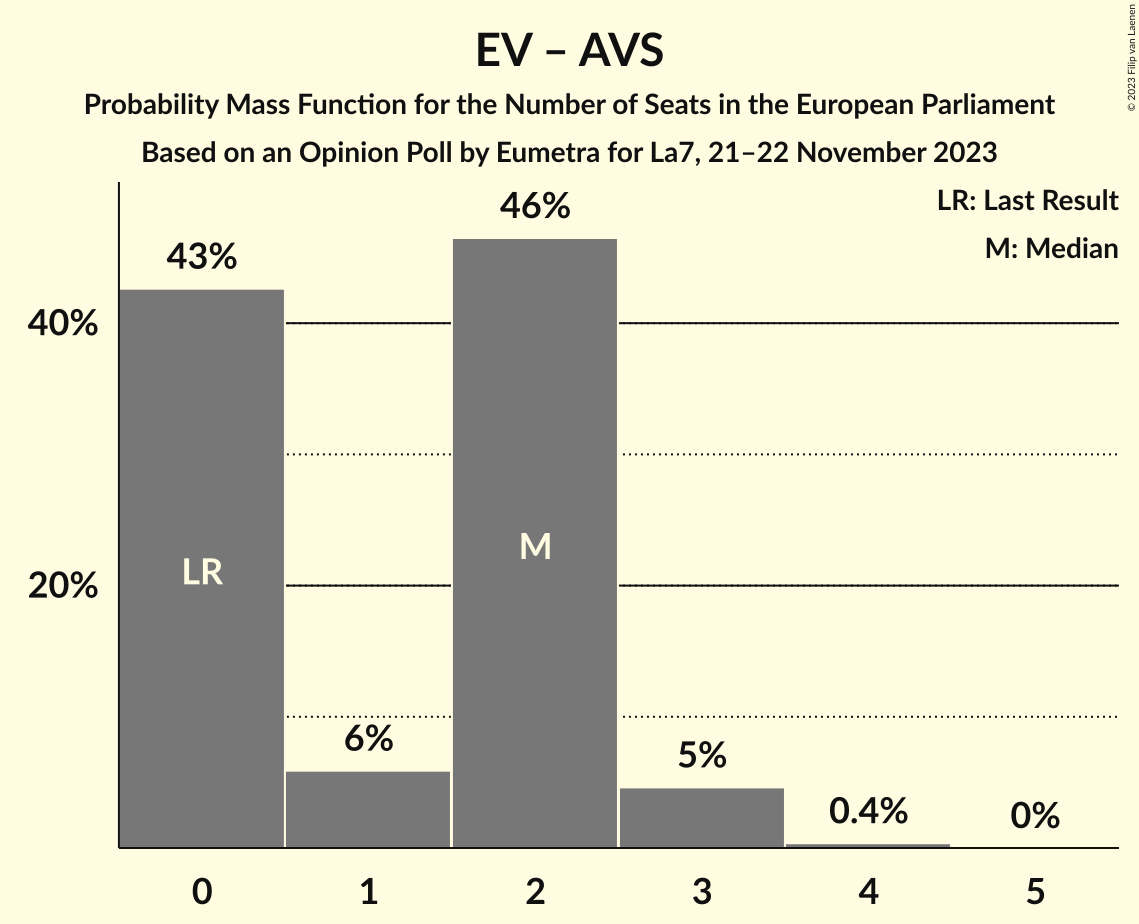 EV – AVS
Probability Mass Function for the Number of Seats in the European Parliament
Based on an Opinion Poll by Eumetra for La7, 21–22 November 2023
© 2023 Filip van Laenen
LR: Last Result
M: Median
46%
43%
40%
M
LR
20%
6%
5%
0.4%
0%
0 1 2 3 4 5